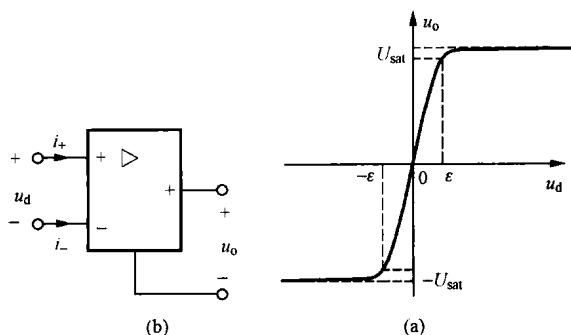 u_o
U_sat
i_+
+ + ▷
−ε 0 ε u_d
u_d + +
− − u_o
i_− −
−U_sat
(b) (a)